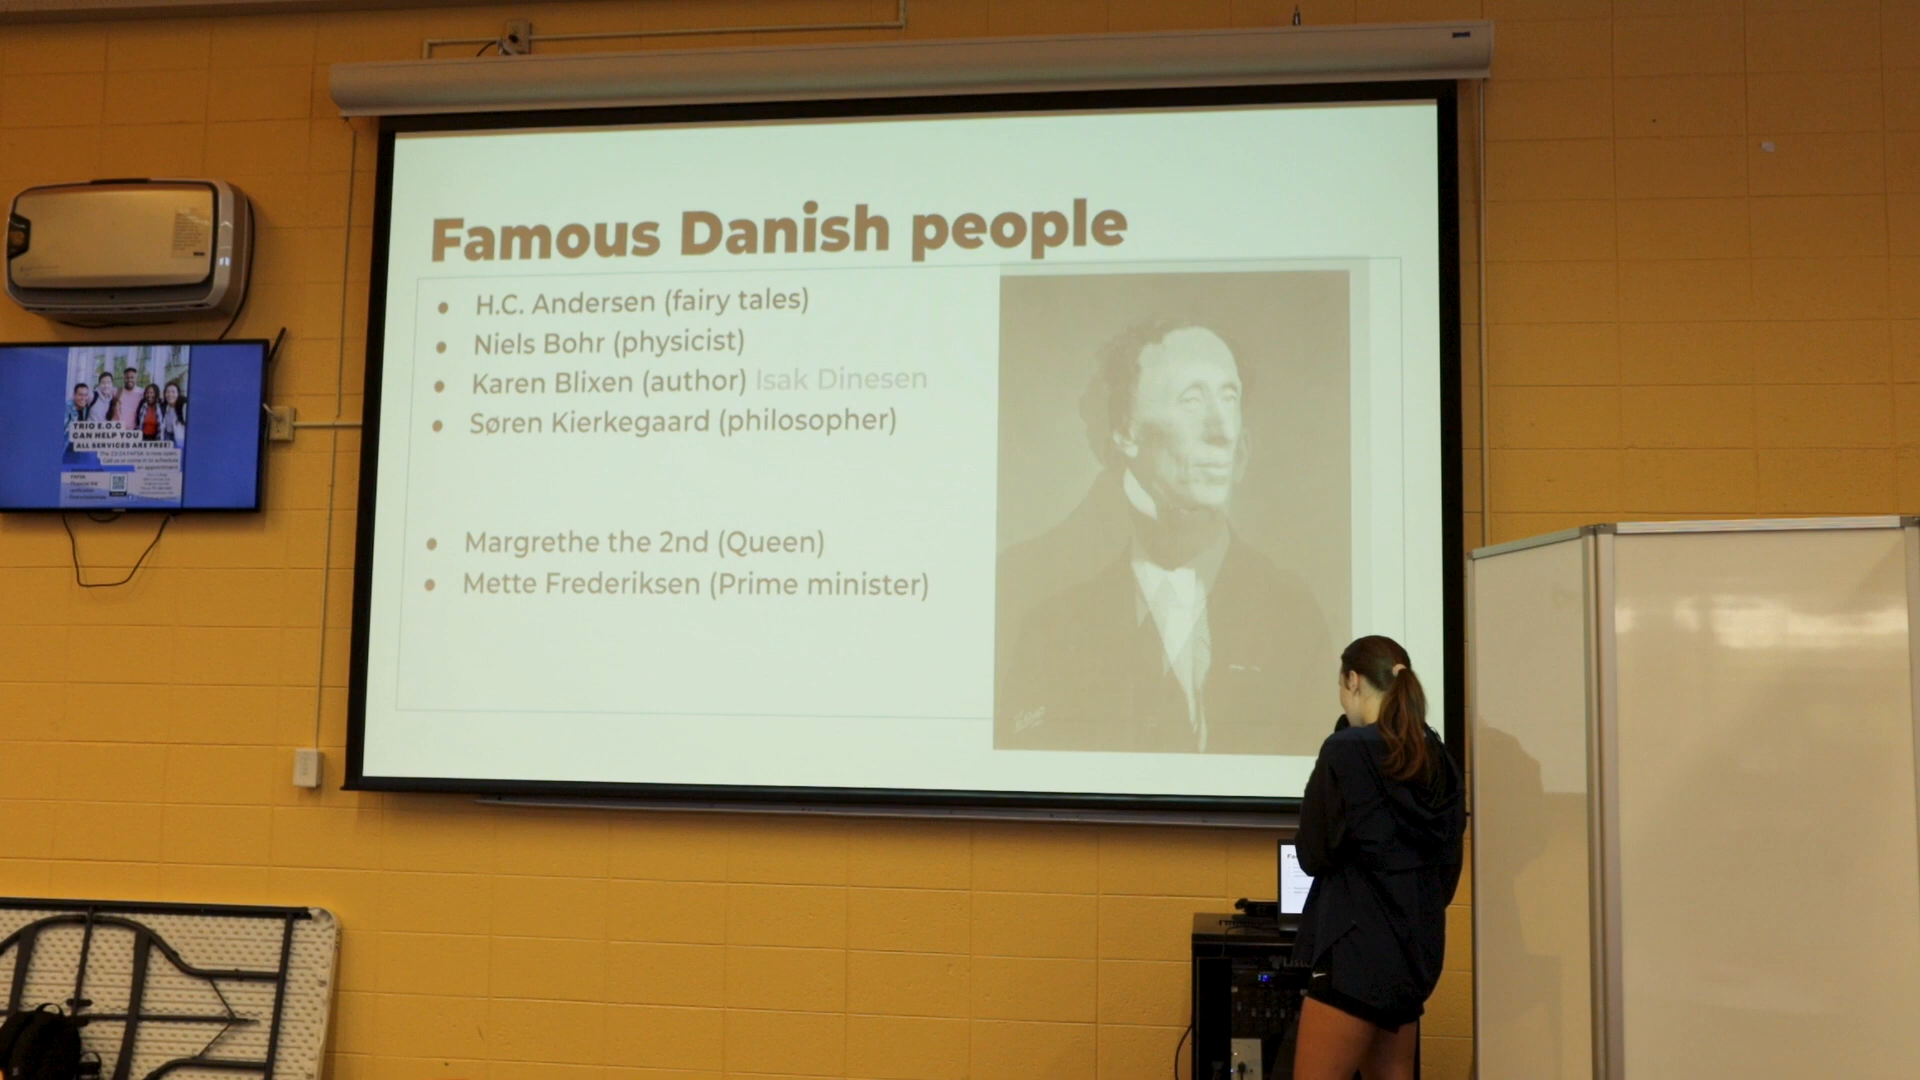 Famous Danish people
• H.C. Andersen (fairy tales)
• Niels Bohr (physicist)
• Karen Blixen (author) Isak Dinesen
• Søren Kierkegaard (philosopher)
• Margrethe the 2nd (Queen)
• Mette Frederiksen (Prime minister)
TRIO E.O.C
CAN HELP YOU
ALL SERVICES ARE FREE!